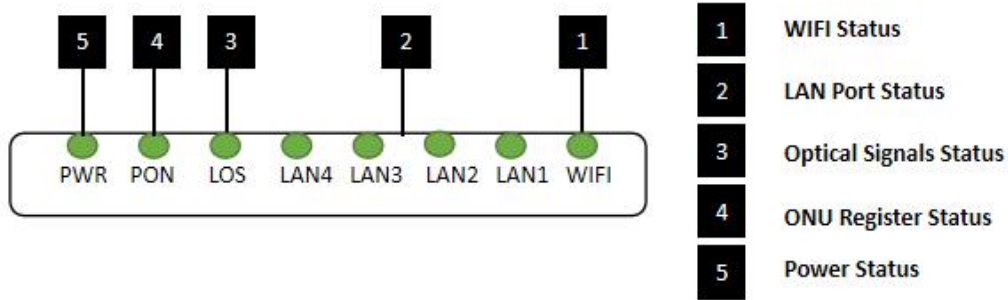 5 4 3 2 1
PWR PON LOS LAN4 LAN3 LAN2 LAN1 WIFI
1 WIFI Status
2 LAN Port Status
3 Optical Signals Status
4 ONU Register Status
5 Power Status